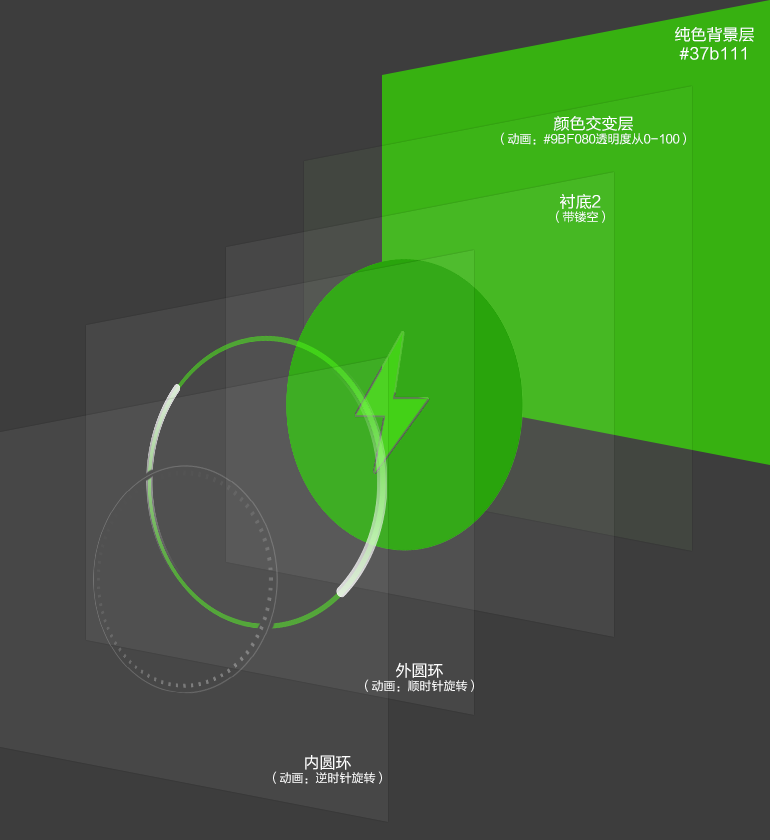 纯色背景层
#37b111
颜色交变层
（动画：#9BF080透明度从0-100）
衬底2
（带镂空）
外圆环
（动画：顺时针旋转）
内圆环
（动画：逆时针旋转）